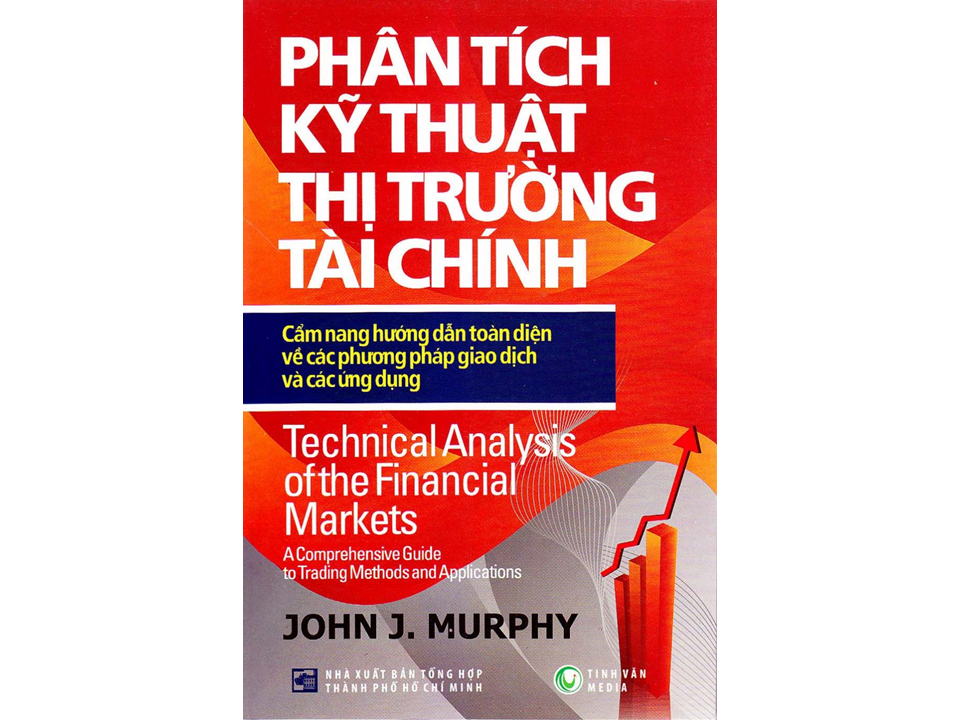 PHÂN TÍCH
KỸ THUẬT
THỊ TRƯỜNG
TÀI CHÍNH
Cẩm nang hướng dẫn toàn diện
về các phương pháp giao dịch
và các ứng dụng
Technical Analysis
of the Financial
Markets
A Comprehensive Guide
to Trading Methods and Applications
JOHN J. MURPHY
NHÀ XUẤT BẢN TỔNG HỢP
THÀNH PHỐ HỒ CHÍ MINH
TINH VĂN
MEDIA